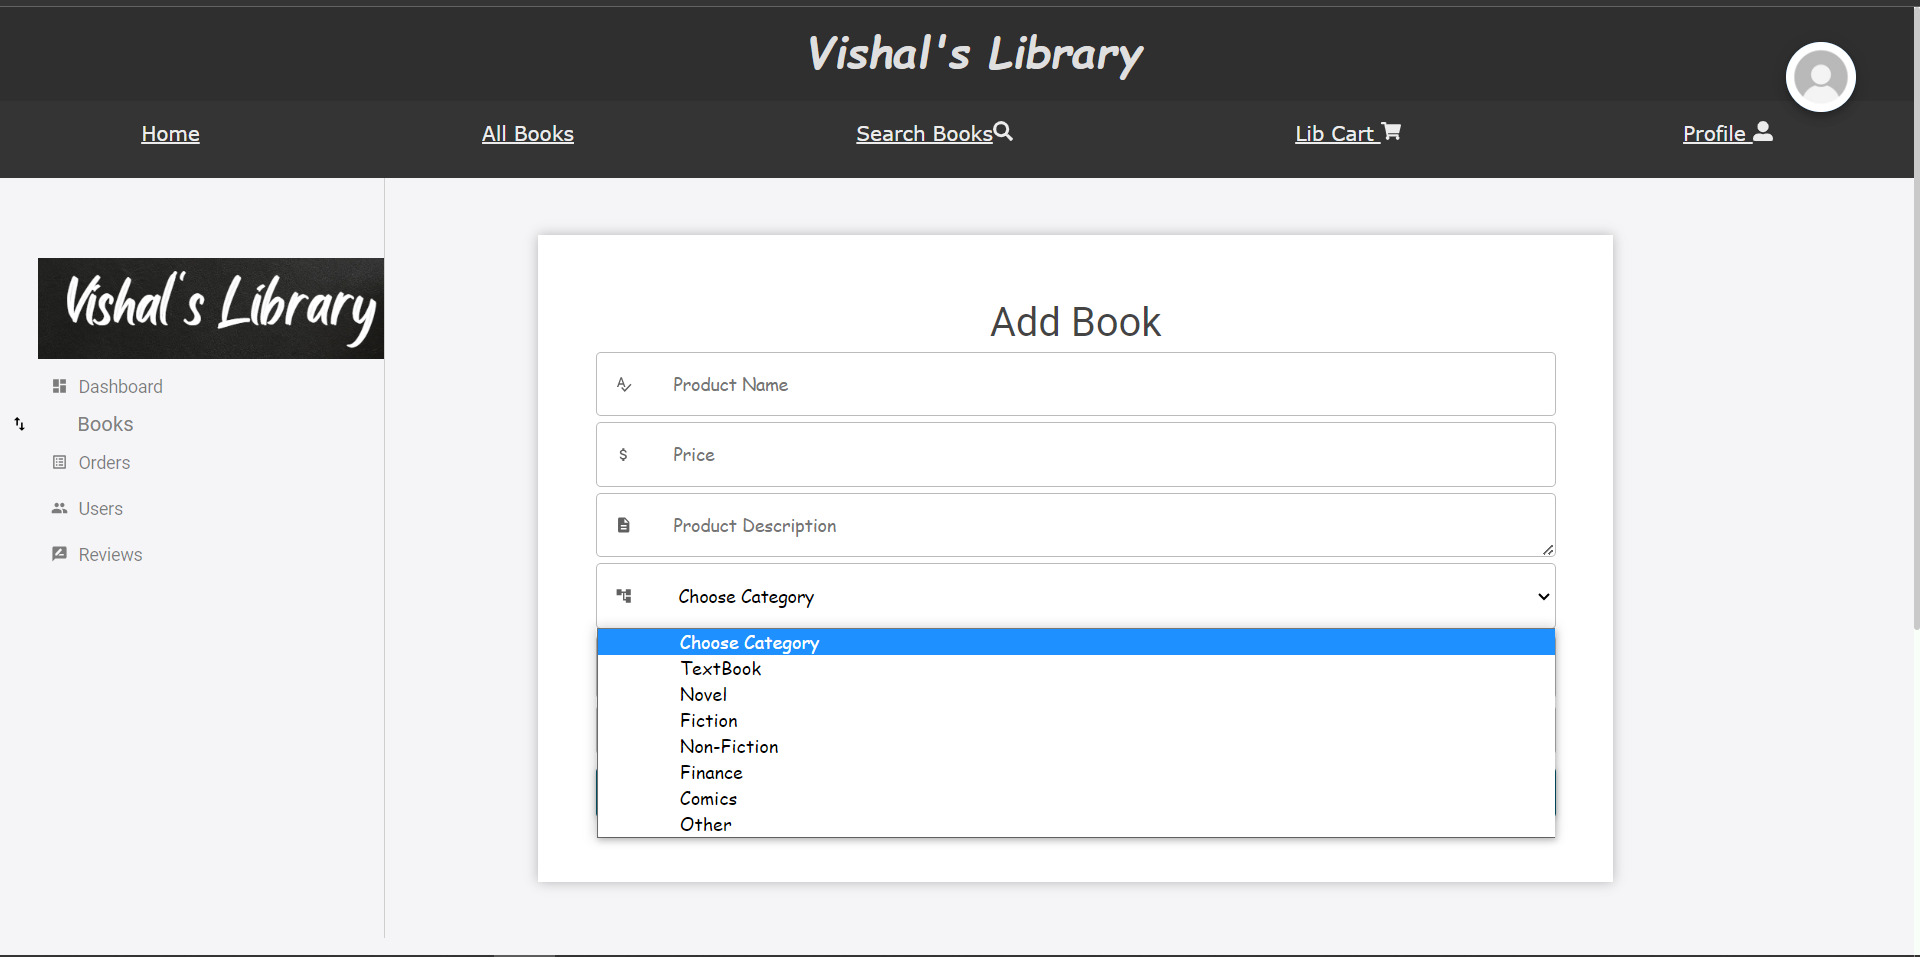 Vishal's Library
Home All Books Search Books Lib Cart Profile
Vishal's Library
Dashboard
Books
Orders
Users
Reviews
Add Book
Product Name
$ Price
Product Description
Choose Category
Choose Category
TextBook
Novel
Fiction
Non-Fiction
Finance
Comics
Other